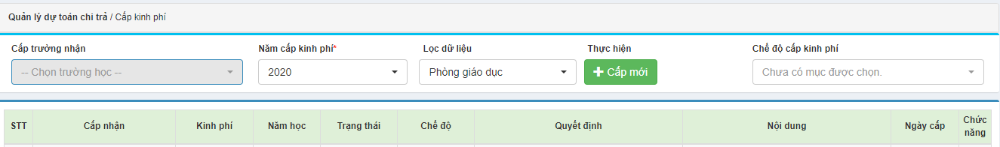 Quản lý dự toán chi trả / Cấp kinh phí
Cấp trường nhận
Năm cấp kinh phí*
Lọc dữ liệu
Thực hiện
Chế độ cấp kinh phí
-- Chọn trường học --
2020
Phòng giáo dục
Cấp mới
Chưa có mục được chọn.
STT
Cấp nhận
Kinh phí
Năm học
Trạng thái
Chế độ
Quyết định
Nội dung
Ngày cấp
Chức năng